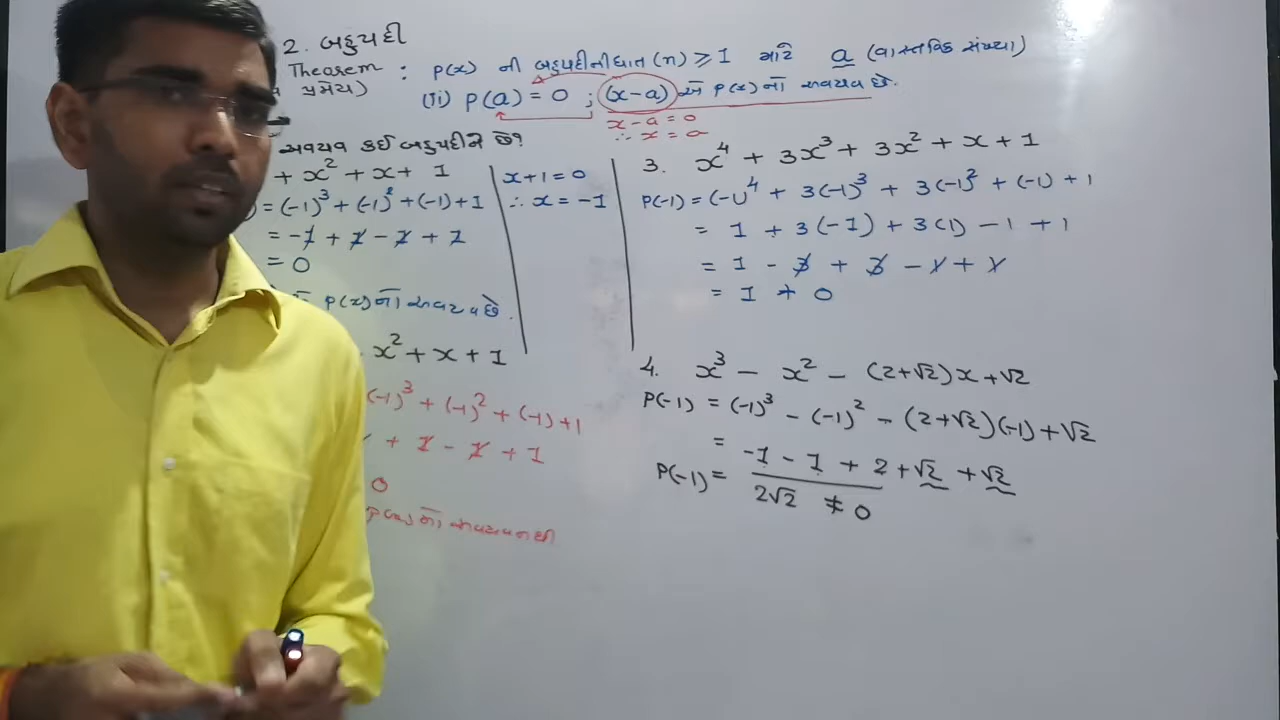 2. બહુપદી
Theorem : P(x) ની બહુપદીની ઘાત (n) ≥ 1 માટે a (વાસ્તવિક સંખ્યા)
પ્રમેય)
(ii) P(a) = 0 ; (x-a) એ P(x) નો અવયવ છે.
x-a = 0
∴ x = a
અવયવ કઈ બહુપદીને છે?
+ x² + x + 1
= (-1)³ + (-1)² + (-1) + 1
= -1 + 1 - 1 + 1
= 0
P(x) નો અવયવ છે.
x + 1 = 0
∴ x = -1
x² + x + 1
(-1)³ + (-1)² + (-1) + 1
+ 1 - 1 + 1
0
P(x) નો અવયવ નથી
3. x⁴ + 3x³ + 3x² + x + 1
P(-1) = (-1)⁴ + 3(-1)³ + 3(-1)² + (-1) + 1
= 1 + 3(-1) + 3(1) - 1 + 1
= 1 - 3 + 3 - 1 + 1
= 1 ≠ 0
4. x³ - x² - (2+√2)x + √2
P(-1) = (-1)³ - (-1)² - (2+√2)(-1) + √2
= -1 - 1 + 2 + √2 + √2
P(-1) = 2√2 ≠ 0